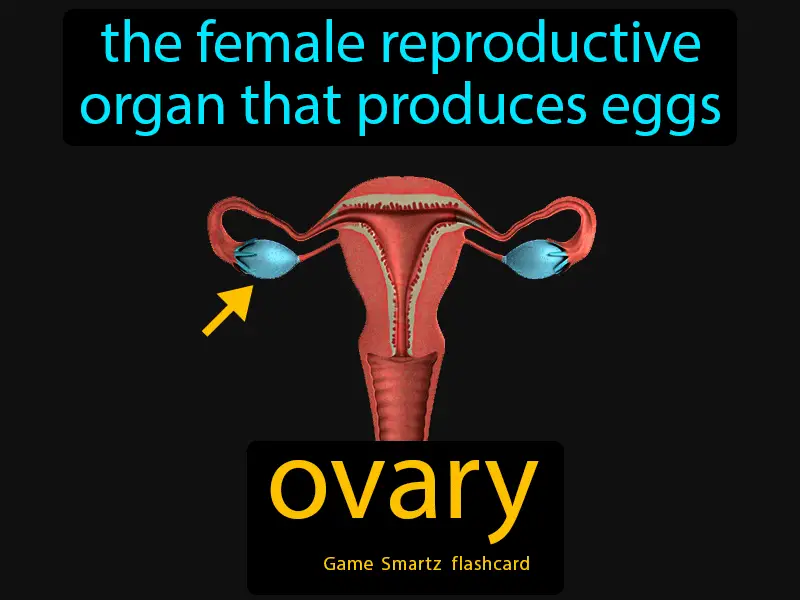 the female reproductive
organ that produces eggs
ovary
Game Smartz flashcard